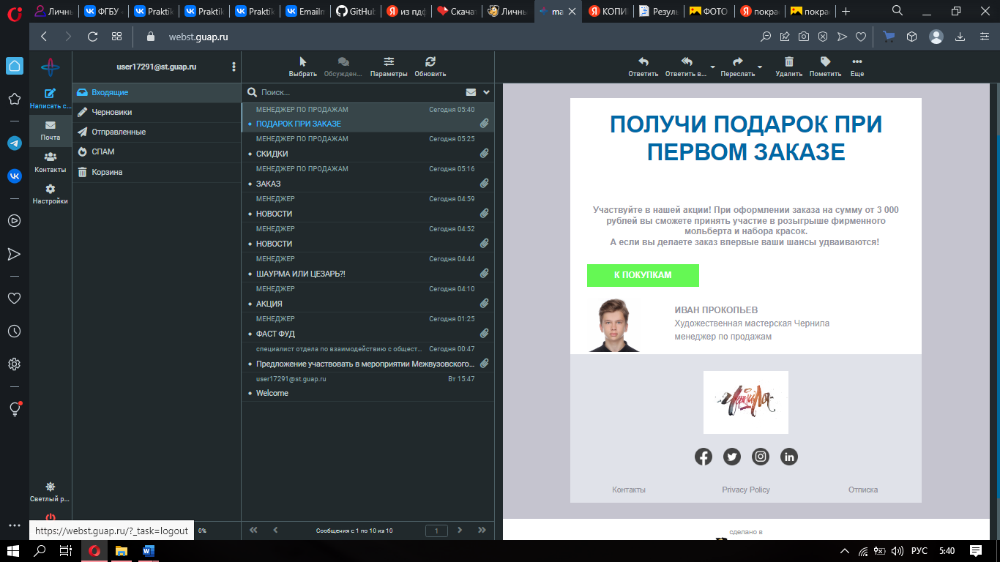 Личны
ФГБУ
Praktik
Praktik
Praktik
Emailm
GitHub
из пдф
Скачат
Личны
ma
КОПИ
Резуль
ФОТО
покра
покра
webst.guap.ru
user17291@st.guap.ru
Написать с...
Почта
Контакты
Настройки
Светлый р...
Входящие
Черновики
Отправленные
СПАМ
Корзина
0%
Выбрать
Обсужден...
Параметры
Обновить
Поиск...
МЕНЕДЖЕР ПО ПРОДАЖАМ Сегодня 05:40
ПОДАРОК ПРИ ЗАКАЗЕ
МЕНЕДЖЕР ПО ПРОДАЖАМ Сегодня 05:25
СКИДКИ
МЕНЕДЖЕР ПО ПРОДАЖАМ Сегодня 05:16
ЗАКАЗ
МЕНЕДЖЕР Сегодня 04:59
НОВОСТИ
МЕНЕДЖЕР Сегодня 04:52
НОВОСТИ
МЕНЕДЖЕР Сегодня 04:44
ШАУРМА ИЛИ ЦЕЗАРЬ?!
МЕНЕДЖЕР Сегодня 04:10
АКЦИЯ
МЕНЕДЖЕР Сегодня 01:25
ФАСТ ФУД
специалист отдела по взаимодействию с общест... Сегодня 00:47
Предложение участвовать в мероприятии Межвузовского...
user17291@st.guap.ru Вт 15:47
Welcome
Сообщения с 1 по 10 из 10
1
Ответить
Ответить в...
Переслать
Удалить
Пометить
Еще
ПОЛУЧИ ПОДАРОК ПРИ
ПЕРВОМ ЗАКАЗЕ
Участвуйте в нашей акции! При оформлении заказа на сумму от 3 000
рублей вы сможете принять участие в розыгрыше фирменного
мольберта и набора красок.
А если вы делаете заказ впервые ваши шансы удваиваются!
К ПОКУПКАМ
ИВАН ПРОКОПЬЕВ
Художественная мастерская Чернила
менеджер по продажам
Чернила
Контакты
Privacy Policy
Отписка
сделано в
https://webst.guap.ru/?_task=logout
РУС
5:40